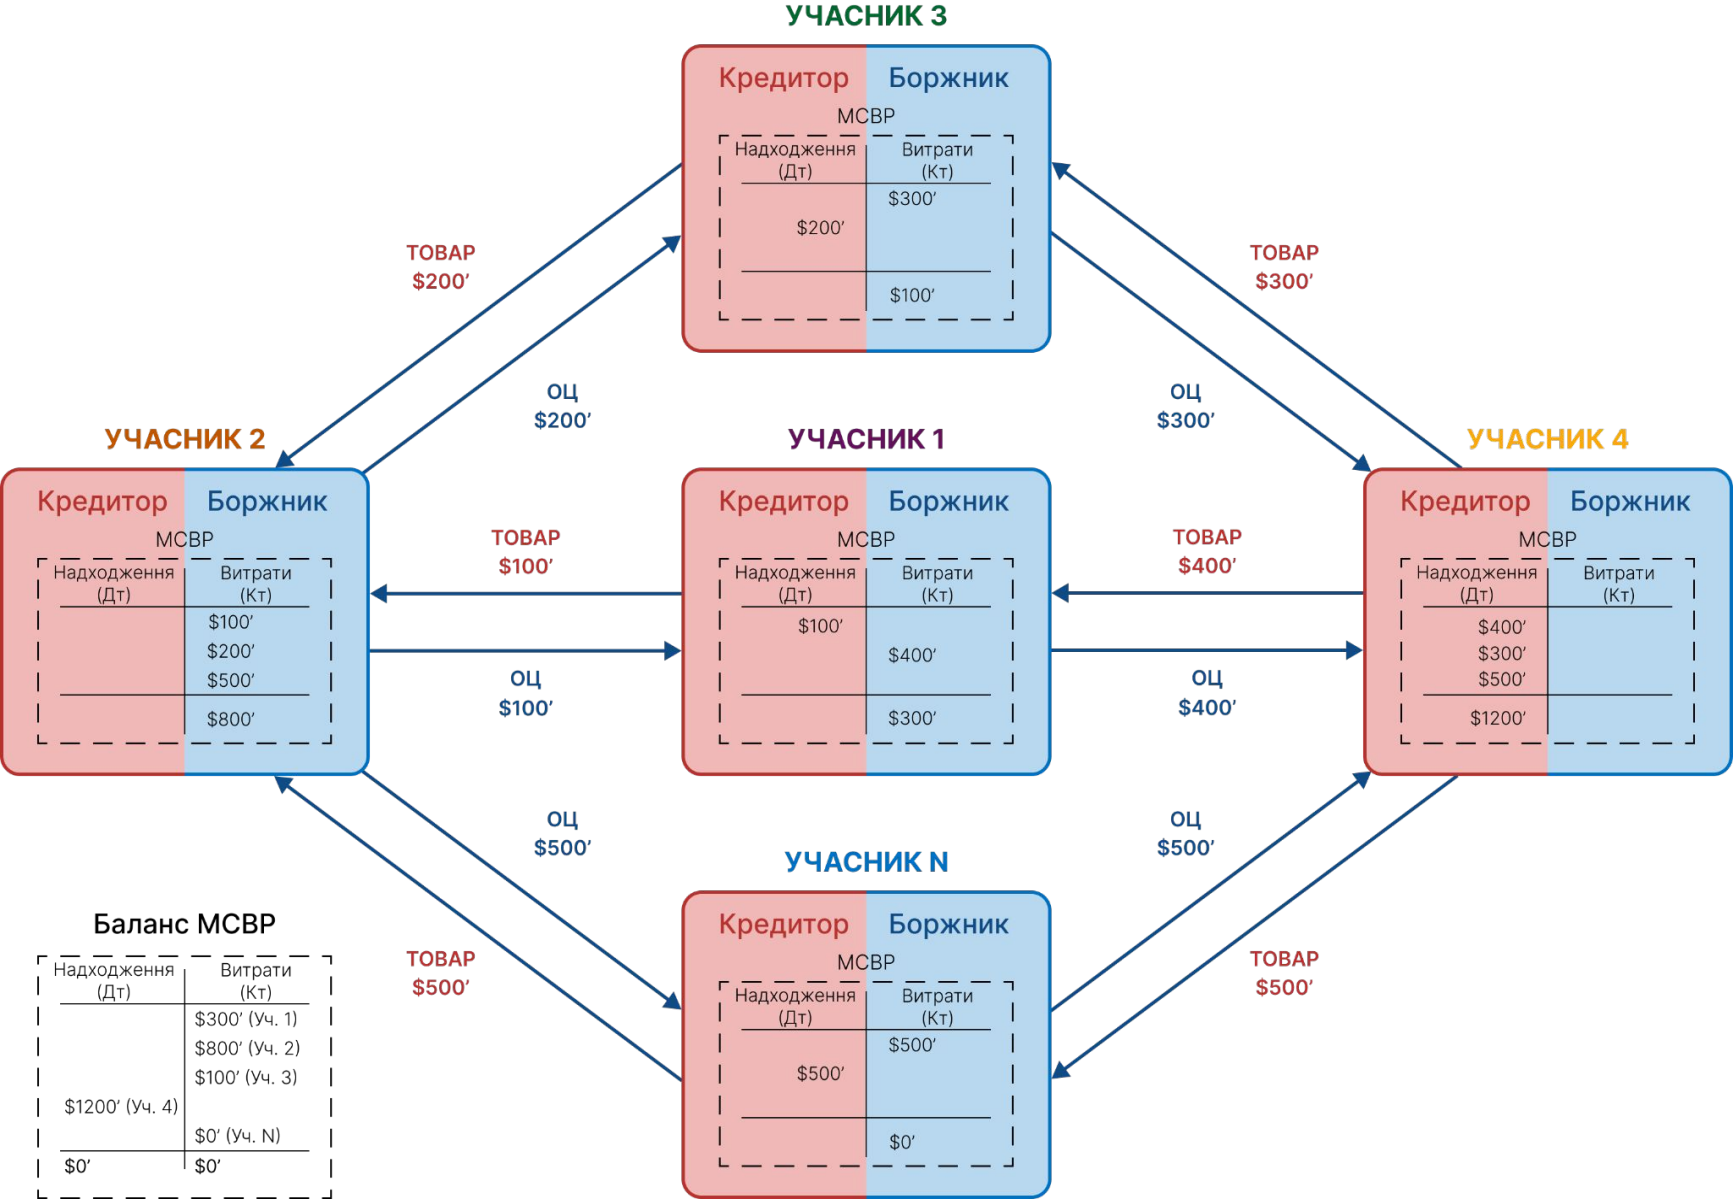 УЧАСНИК 3
Кредитор Боржник
МСВР
Надходження (Дт) Витрати (Кт)
$300’
$200’
$100’
ТОВАР
$200’
ТОВАР
$300’
ОЦ
$200’
ОЦ
$300’
УЧАСНИК 2
Кредитор Боржник
МСВР
Надходження (Дт) Витрати (Кт)
$100’
$200’
$500’
$800’
ТОВАР
$100’
ОЦ
$100’
УЧАСНИК 1
Кредитор Боржник
МСВР
Надходження (Дт) Витрати (Кт)
$100’
$400’
$300’
ТОВАР
$400’
ОЦ
$400’
УЧАСНИК 4
Кредитор Боржник
МСВР
Надходження (Дт) Витрати (Кт)
$400’
$300’
$500’
$1200’
ОЦ
$500’
ОЦ
$500’
ТОВАР
$500’
ТОВАР
$500’
УЧАСНИК N
Кредитор Боржник
МСВР
Надходження (Дт) Витрати (Кт)
$500’
$500’
$0’
Баланс МСВР
Надходження (Дт) Витрати (Кт)
$300’ (Уч. 1)
$800’ (Уч. 2)
$100’ (Уч. 3)
$1200’ (Уч. 4)
$0’ (Уч. N)
$0’ $0’